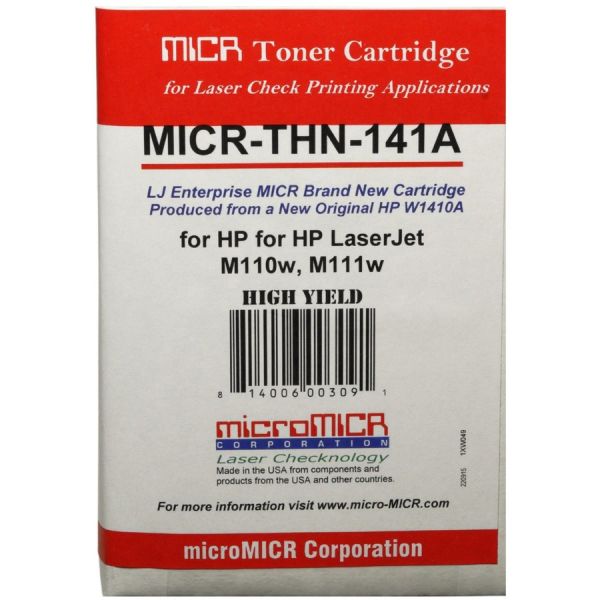 MICR Toner Cartridge
for Laser Check Printing Applications
MICR-THN-141A
LJ Enterprise MICR Brand New Cartridge
Produced from a New Original HP W1410A
for HP for HP LaserJet
M110w, M111w
HIGH YIELD
8 14006 00309 1
microMICR
CORPORATION
Laser Checknology
Made in the USA from components and
products from the USA and other countries.
220915 1XW049
For more information visit www.micro-MICR.com
microMICR Corporation